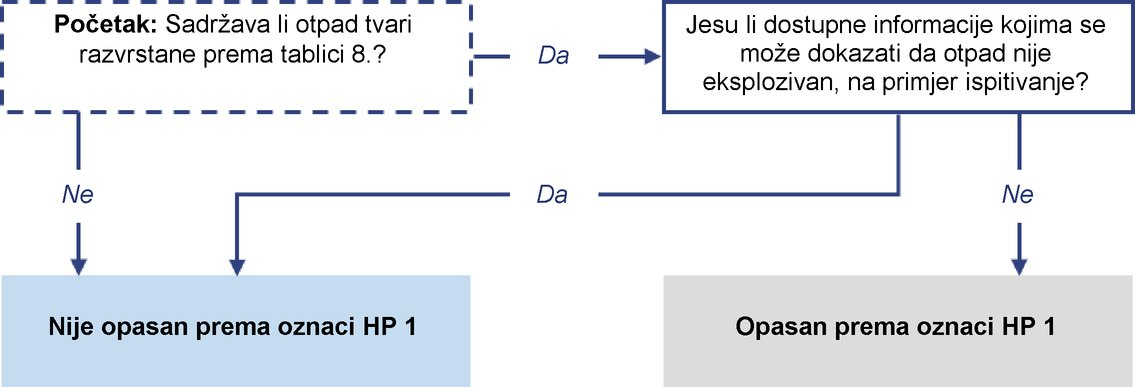 Početak: Sadržava li otpad tvari
razvrstane prema tablici 8.?
Da
Jesu li dostupne informacije kojima se
može dokazati da otpad nije
eksplozivan, na primjer ispitivanje?
Ne
Da
Ne
Nije opasan prema oznaci HP 1
Opasan prema oznaci HP 1